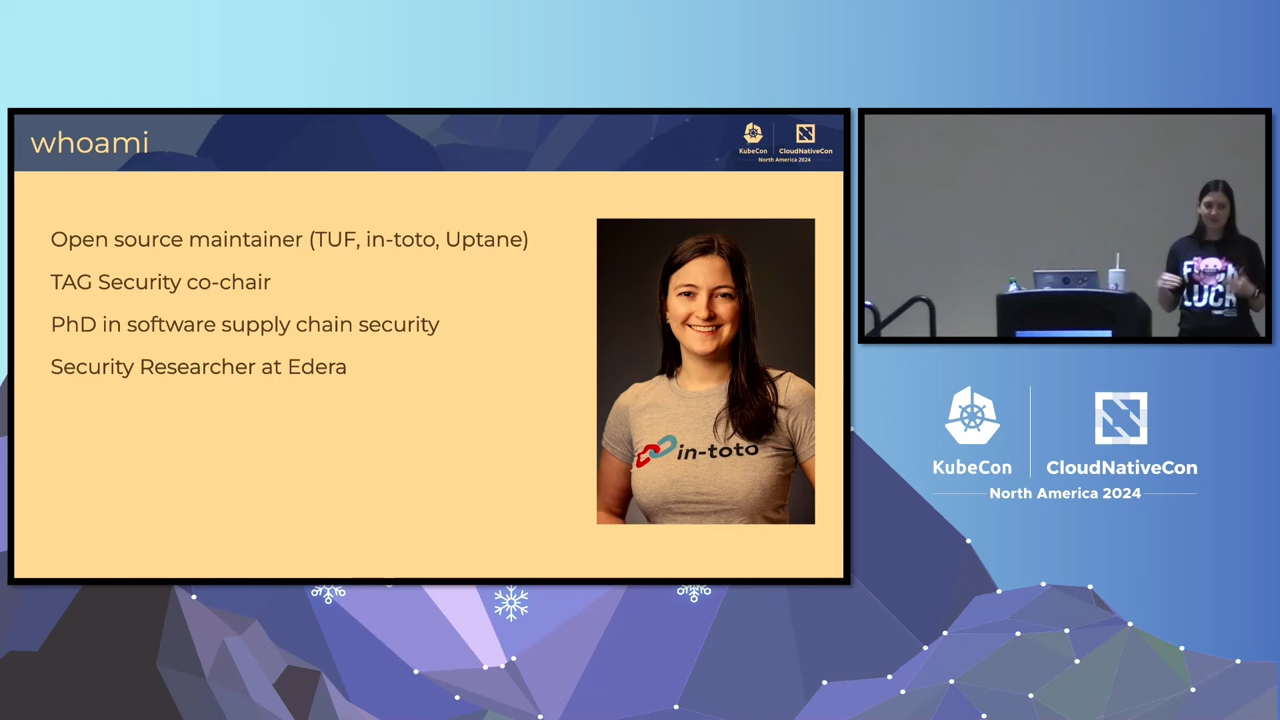 whoami
KubeCon
CloudNativeCon
North America 2024
Open source maintainer (TUF, in-toto, Uptane)
TAG Security co-chair
PhD in software supply chain security
Security Researcher at Edera
in-toto
LUCK
KubeCon
CloudNativeCon
North America 2024